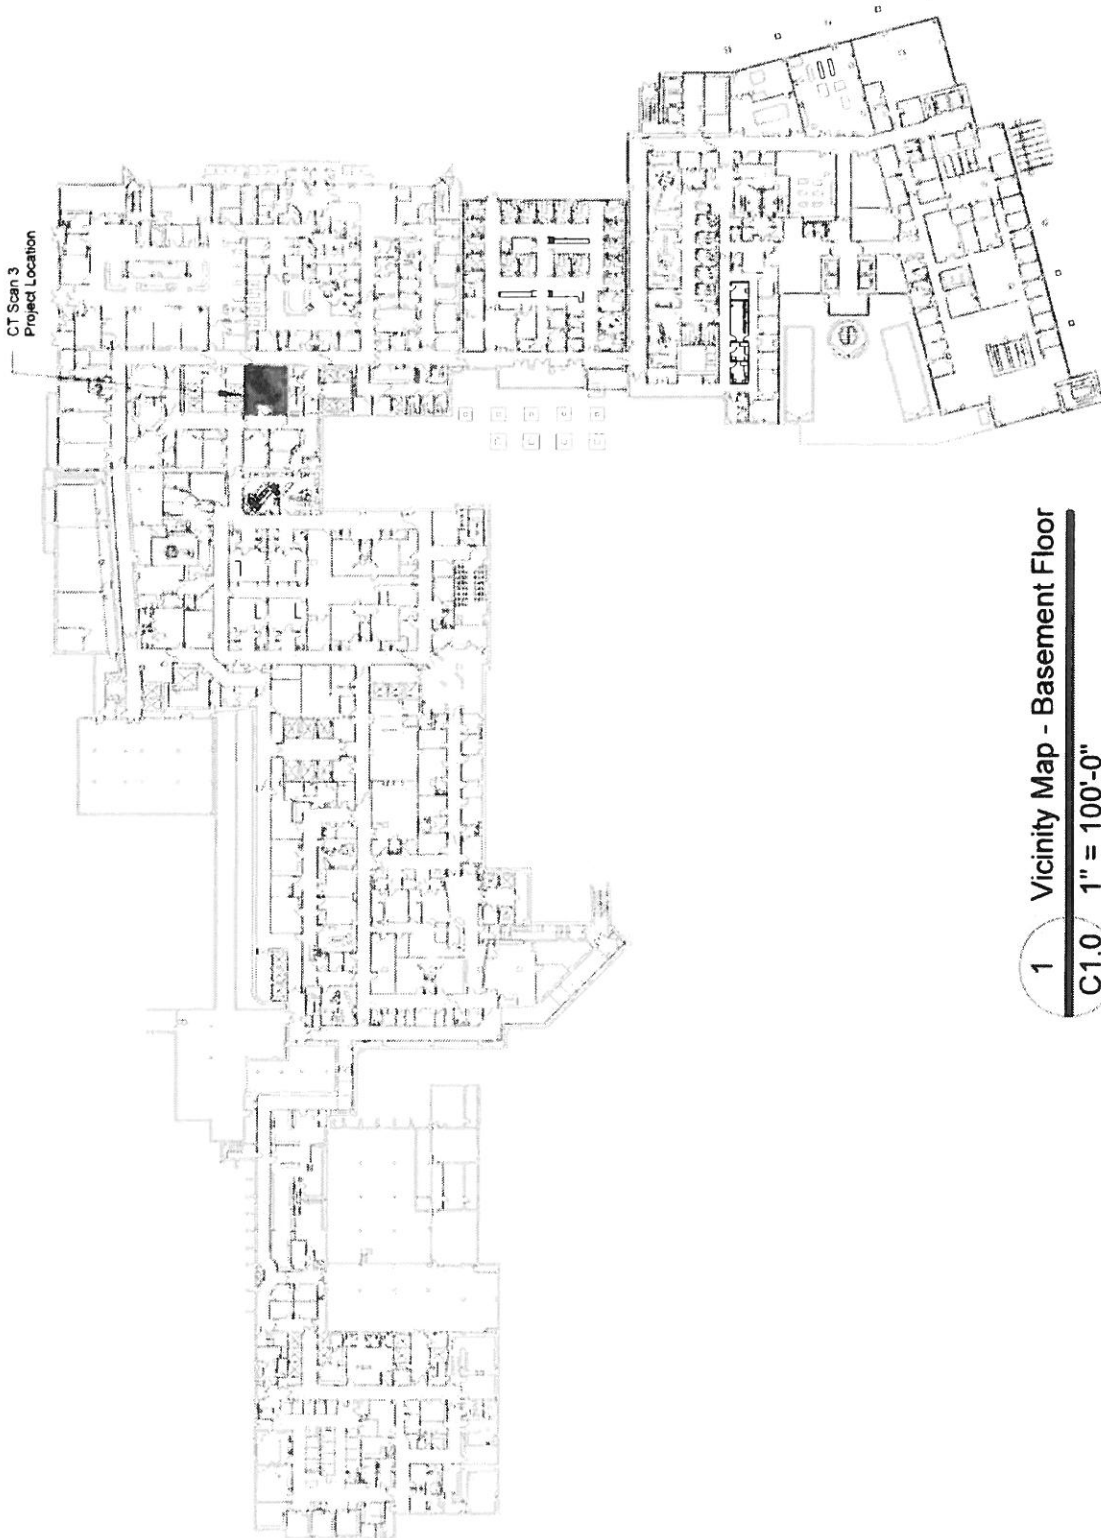 CT Scan 3
Project Location
1
Vicinity Map - Basement Floor
C1.0
1" = 100'-0"